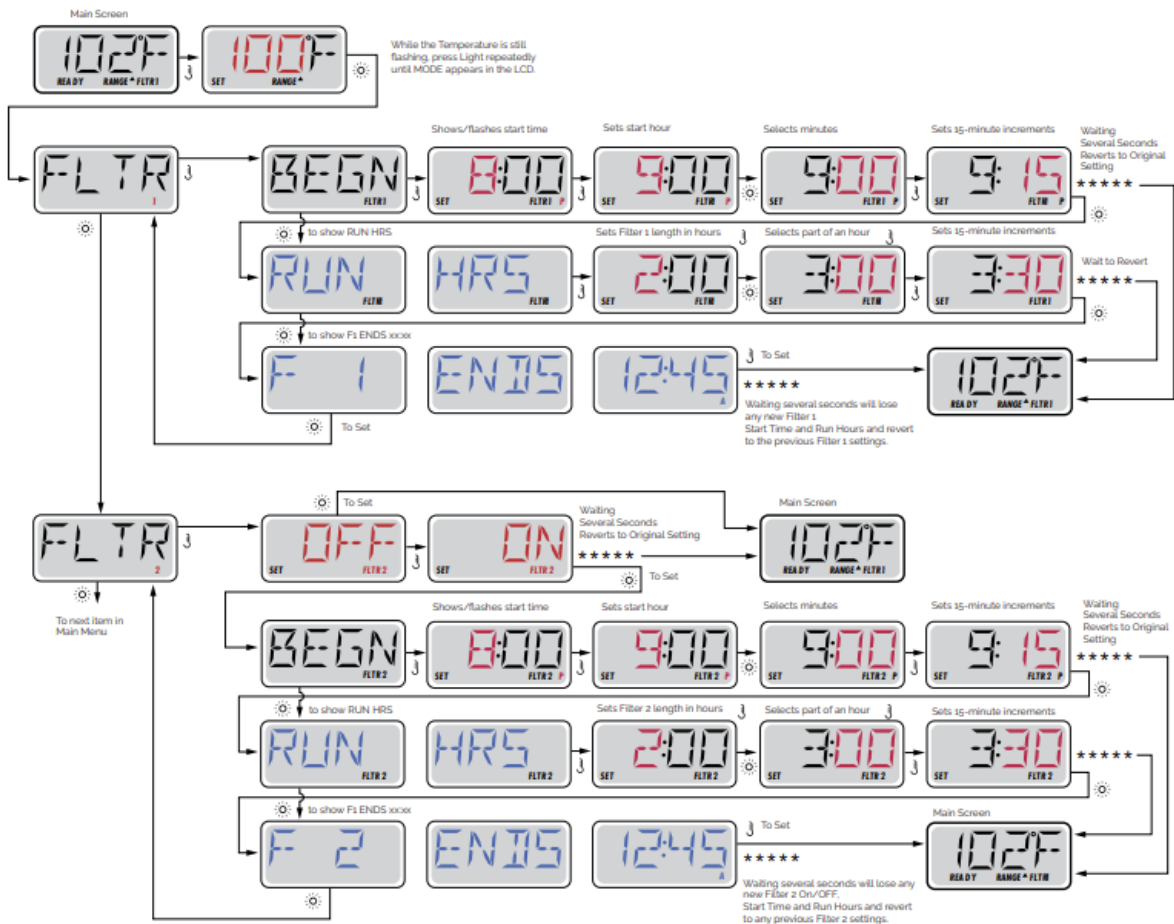 Main Screen
102°F
READY RANGE FLTR1
100°F
SET RANGE
While the Temperature is still
flashing, press Light repeatedly
until MODE appears in the LCD.
FLTR
1
BEGN
FLTR1
Shows/flashes start time
8:00
SET FLTR1 P
Sets start hour
9:00
SET FLTM P
Selects minutes
9:00
SET FLTR1 P
Sets 15-minute increments
9:15
SET FLTM P
Waiting
Several Seconds
Reverts to Original
Setting
*****
to show RUN HRS
RUN
FLTM
HRS
FLTM
Sets Filter 1 length in hours
2:00
SET FLTR1
Selects part of an hour
3:00
SET FLTR1
Sets 15-minute increments
3:30
SET FLTR1
Wait to Revert
*****
to show F1 ENDS xx:xx
F 1
ENDS
12:45
A
To Set
*****
Waiting several seconds will lose
any new Filter 1
Start Time and Run Hours and revert
to the previous Filter 1 settings.
102°F
READY RANGE FLTR1
To Set
FLTR
2
To next item in
Main Menu
To Set
OFF
SET FLTR2
ON
SET FLTR2
Waiting
Several Seconds
Reverts to Original Setting
*****
To Set
Main Screen
102°F
READY RANGE FLTR1
BEGN
FLTR2
Shows/flashes start time
8:00
SET FLTR2 P
Sets start hour
9:00
SET FLTR2 P
Selects minutes
9:00
SET FLTR2 P
Sets 15-minute increments
9:15
SET FLTR2 P
Waiting
Several Seconds
Reverts to Original
Setting
*****
to show RUN HRS
RUN
FLTR2
HRS
FLTR2
Sets Filter 2 length in hours
2:00
SET FLTR2
Selects part of an hour
3:00
SET FLTR2
Sets 15-minute increments
3:30
SET FLTR2
*****
to show F1 ENDS xx:xx
F 2
ENDS
12:45
A
To Set
*****
Waiting several seconds will lose any
new Filter 2 On/OFF,
Start Time and Run Hours and revert
to any previous Filter 2 settings.
Main Screen
102°F
READY RANGE FLTM